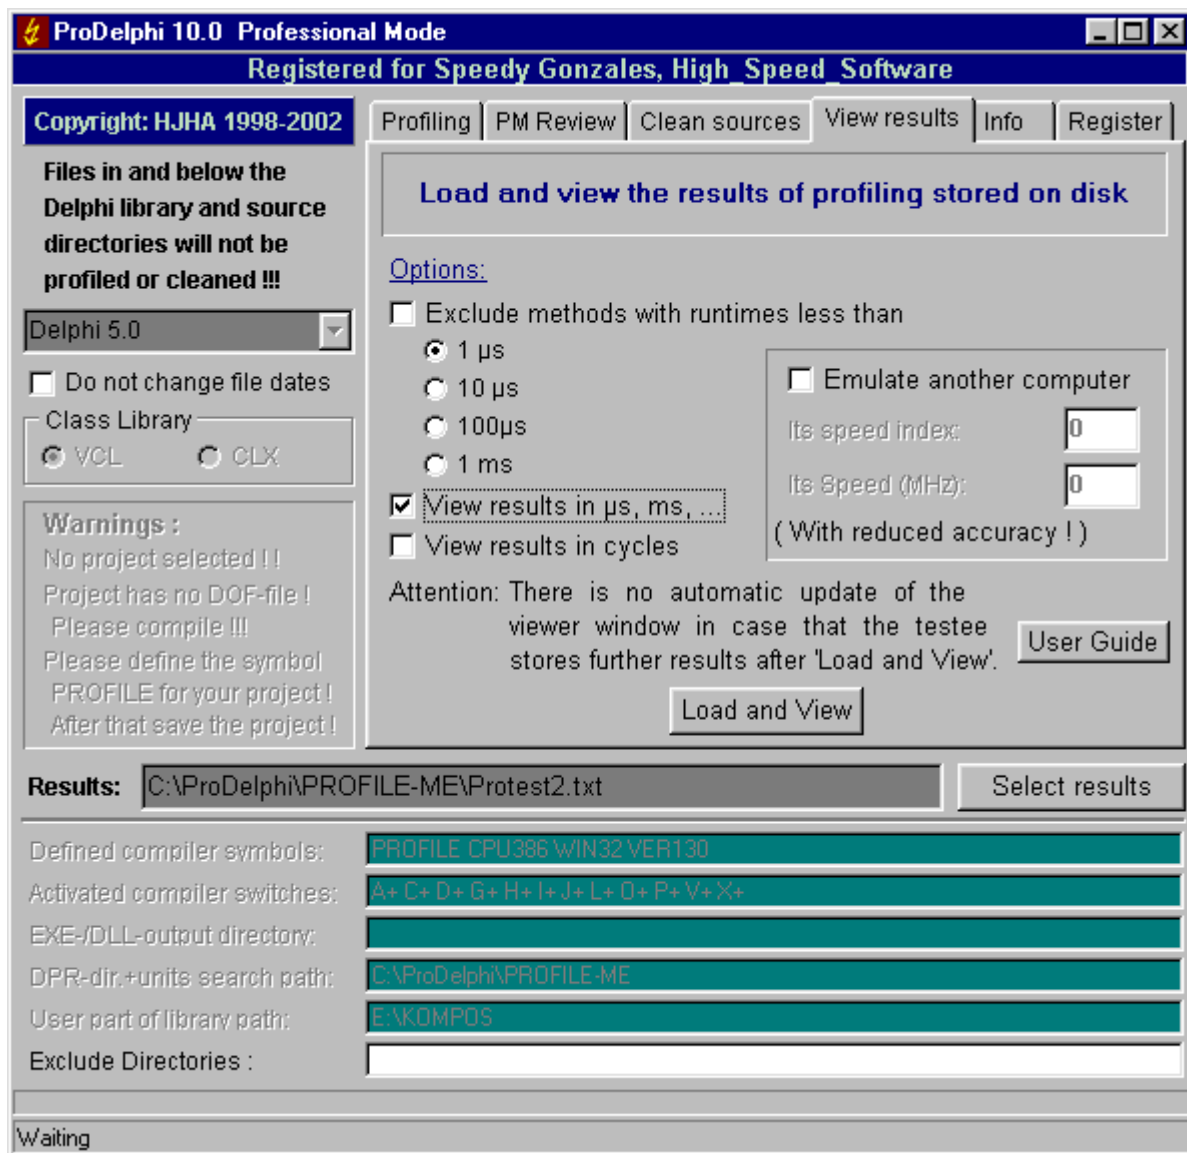 ProDelphi 10.0 Professional Mode
Registered for Speedy Gonzales, High_Speed_Software
Copyright: HJHA 1998-2002
Files in and below the
Delphi library and source
directories will not be
profiled or cleaned !!!
Delphi 5.0
Do not change file dates
Class Library
VCL CLX
Warnings :
No project selected ! !
Project has no DOF-file !
Please compile !!!
Please define the symbol
PROFILE for your project !
After that save the project !
Profiling PM Review Clean sources View results Info Register
Load and view the results of profiling stored on disk
Options:
Exclude methods with runtimes less than
1 µs
10 µs
100µs
1 ms
View results in µs, ms, ...
View results in cycles
Emulate another computer
Its speed index: 0
Its Speed (MHz): 0
( With reduced accuracy ! )
Attention: There is no automatic update of the
viewer window in case that the testee
stores further results after 'Load and View'.
User Guide
Load and View
Results: C:\ProDelphi\PROFILE-ME\Protest2.txt Select results
Defined compiler symbols: PROFILE CPU386 WIN32 VER130
Activated compiler switches: A+ C+ D+ G+ H+ I+ J+ L+ O+ P+ V+ X+
EXE-/DLL-output directory:
DPR-dir.+units search path: C:\ProDelphi\PROFILE-ME
User part of library path: E:\KOMPOS
Exclude Directories :
Waiting